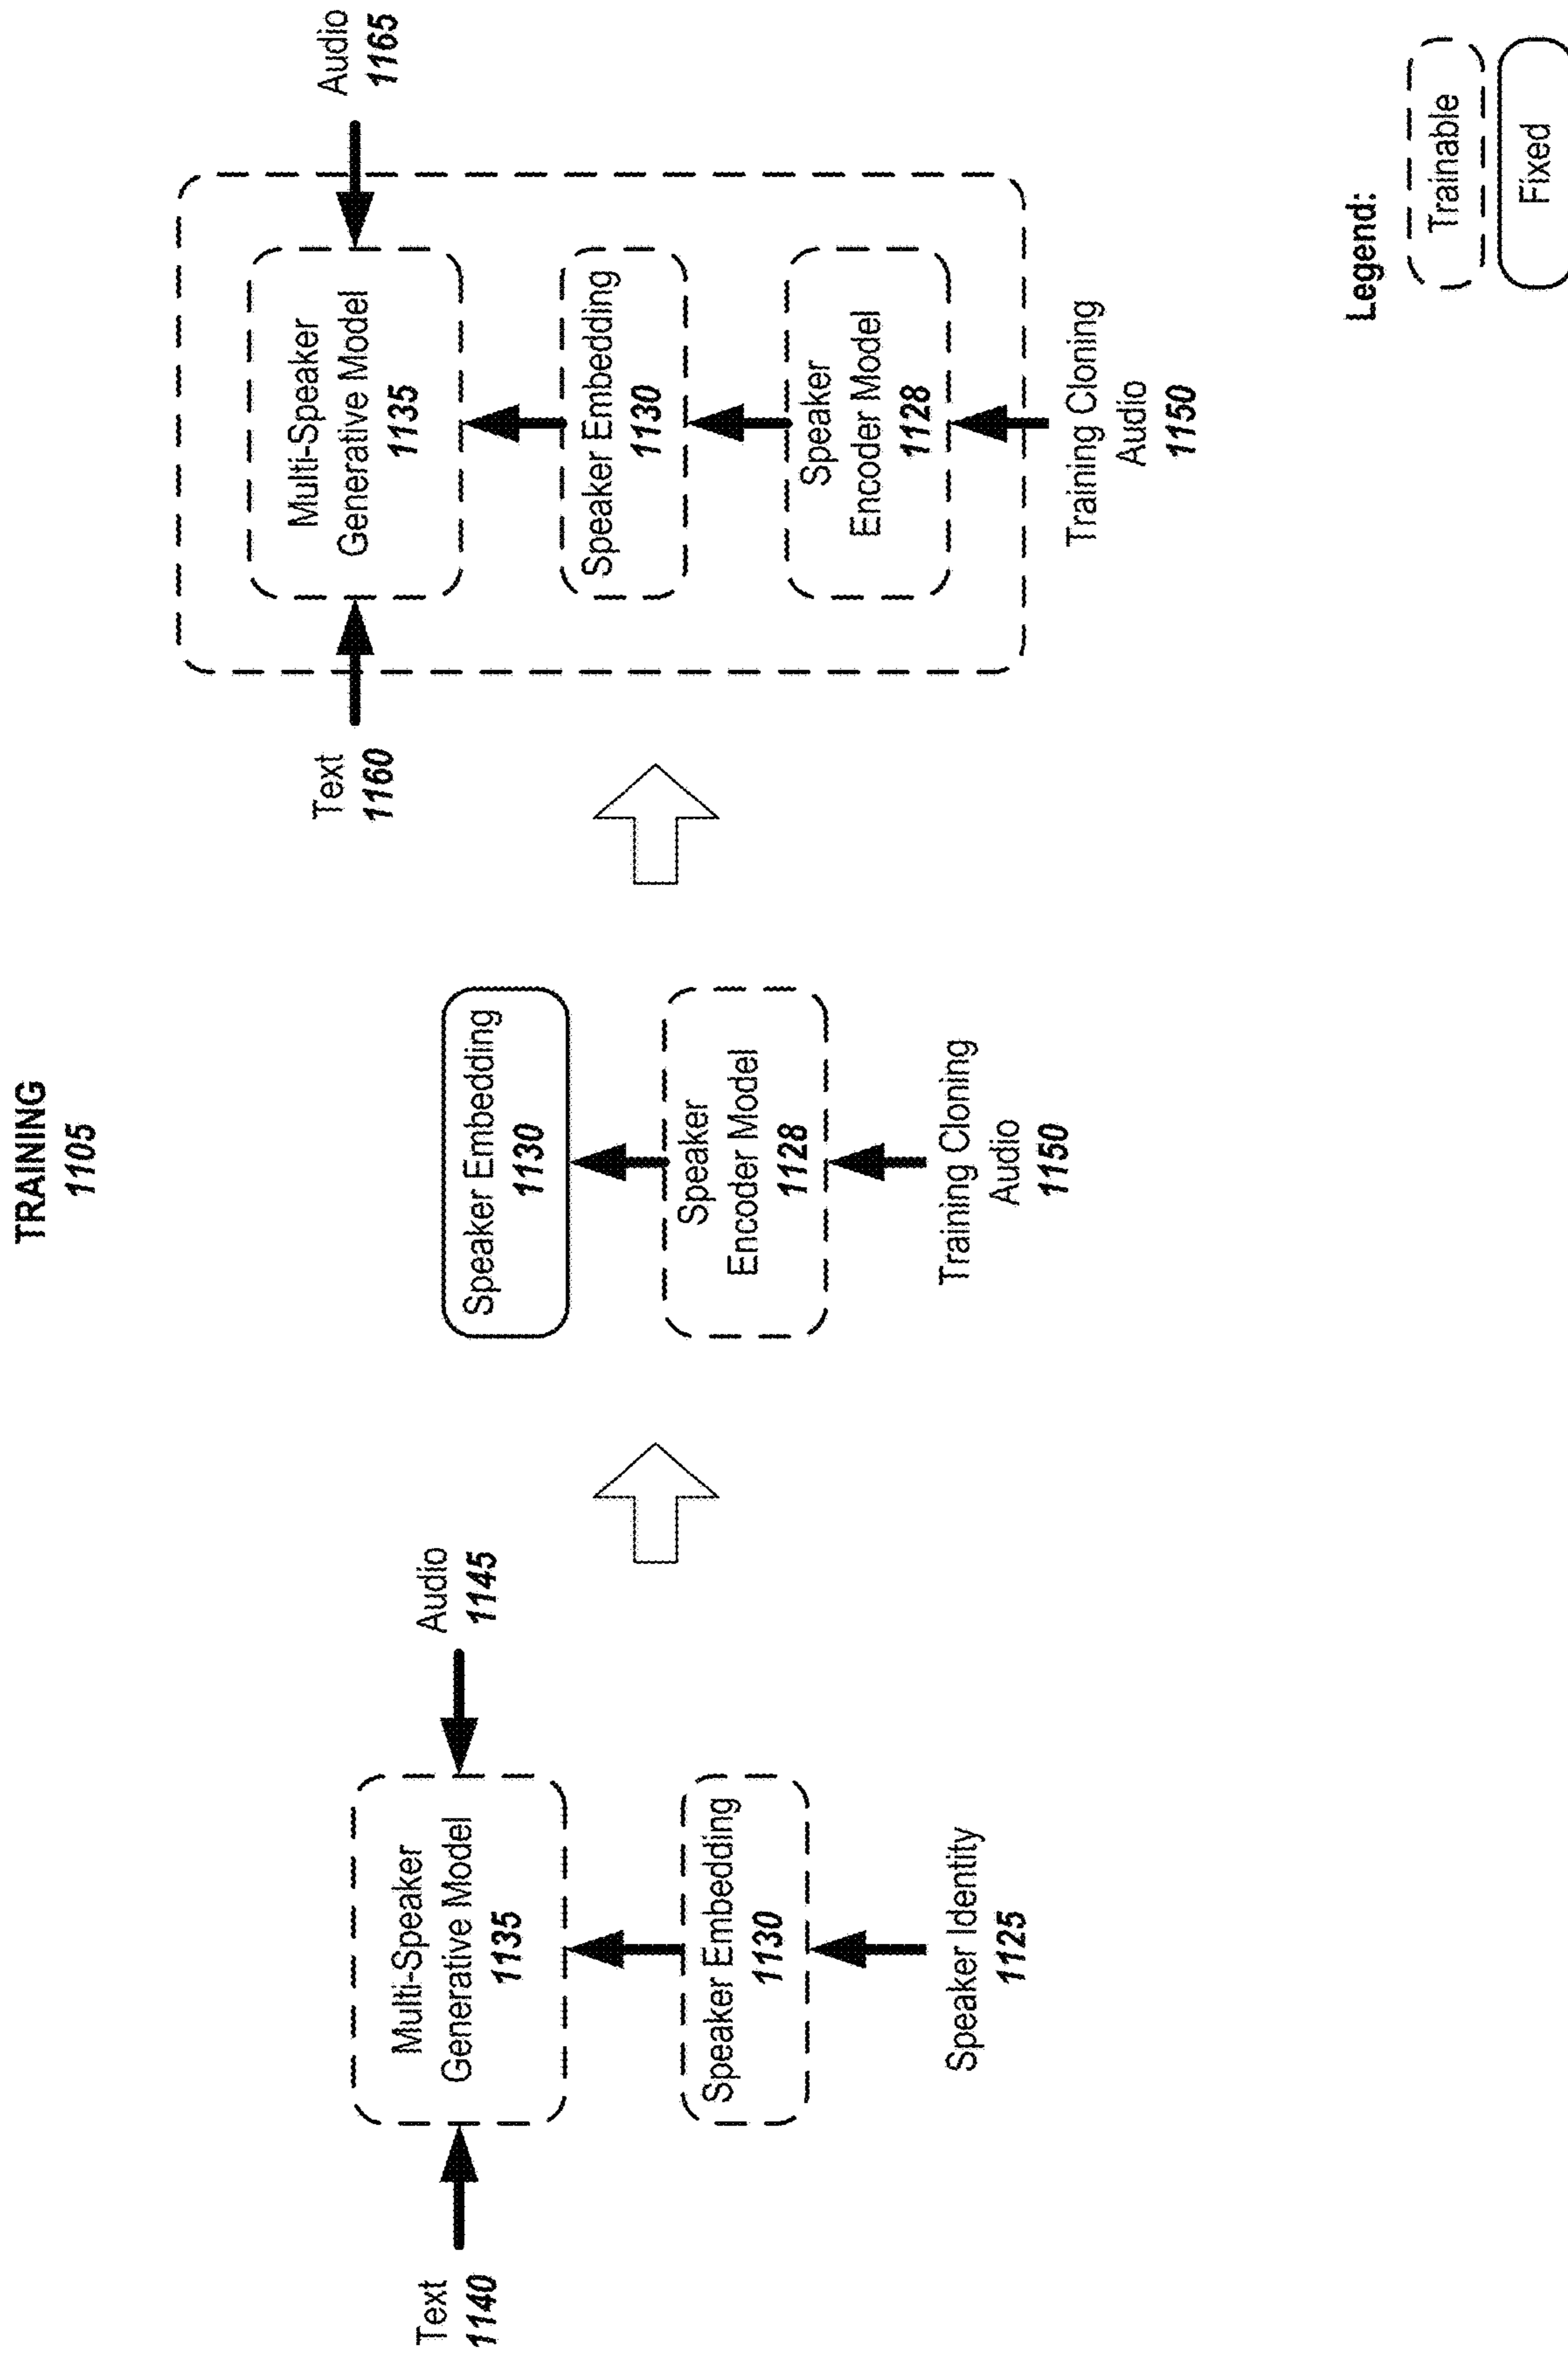 TRAINING
1105
Text
1140
Multi-Speaker
Generative Model
1135
Audio
1145
Speaker Embedding
1130
Speaker Identity
1125
Speaker Embedding
1130
Speaker
Encoder Model
1128
Training Cloning
Audio
1150
Text
1160
Multi-Speaker
Generative Model
1135
Audio
1165
Speaker Embedding
1130
Speaker
Encoder Model
1128
Training Cloning
Audio
1150
Legend:
Trainable
Fixed